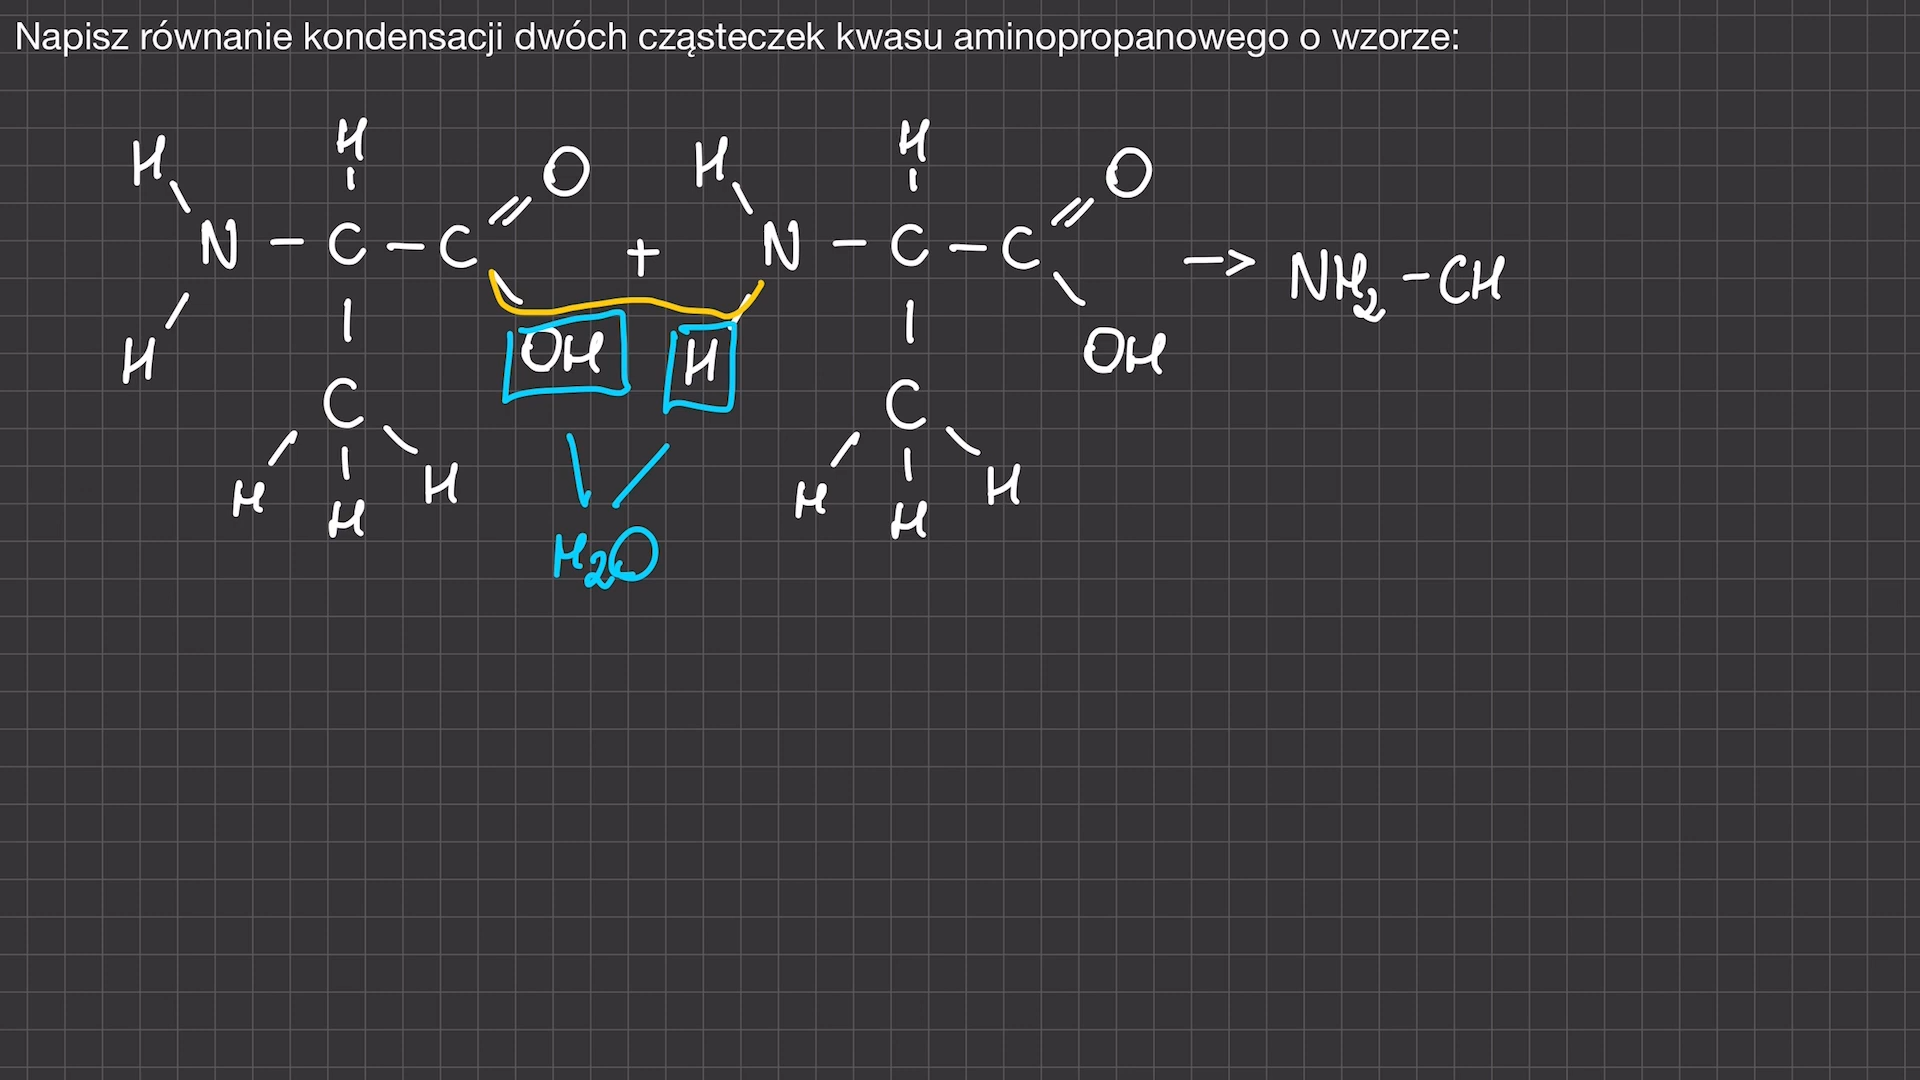 Napisz równanie kondensacji dwóch cząsteczek kwasu aminopropanowego o wzorze:
H H O H H O
N - C - C + N - C - C -> NH2 - CH
H OH H OH
C C
H H H H H H
H2O